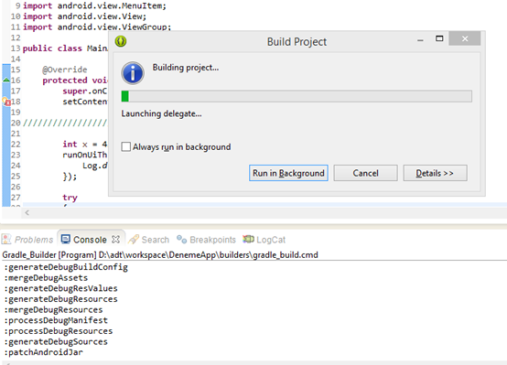 9 import android.view.MenuItem;
10 import android.view.View;
11 import android.view.ViewGroup;
12
13 public class Main
14
15 @Override
16 protected voi
17 super.onC
18 setConten
19
20 //////////////////
21
22 int x = 4
23 runOnUiTh
24 Log.d
25 });
26
27 try
Build Project
Building project...
Launching delegate...
Always run in background
Run in Background
Cancel
Details >>
Problems
Console
Search
Breakpoints
LogCat
Gradle_Builder [Program] D:\adt\workspace\DenemeApp\builders\gradle_build.cmd
:generateDebugBuildConfig
:mergeDebugAssets
:generateDebugResValues
:generateDebugResources
:mergeDebugResources
:processDebugManifest
:processDebugResources
:generateDebugSources
:patchAndroidJar